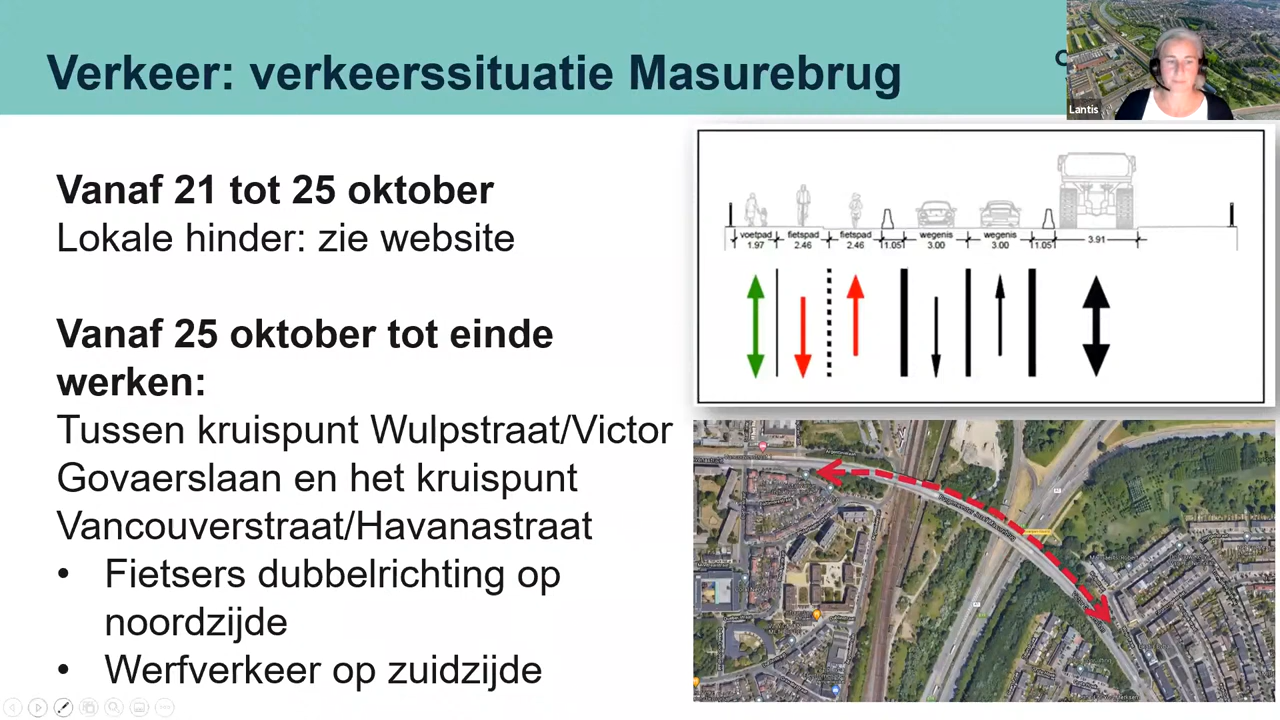 Verkeer: verkeerssituatie Masurebrug
Lantis
Vanaf 21 tot 25 oktober
Lokale hinder: zie website
Vanaf 25 oktober tot einde
werken:
Tussen kruispunt Wulpstraat/Victor
Govaerslaan en het kruispunt
Vancouverstraat/Havanastraat
• Fietsers dubbelrichting op
noordzijde
• Werfverkeer op zuidzijde
voetpad fietspad fietspad wegenis wegenis
1.97 2.46 2.46 1.05 3.00 3.00 1.05 3.91